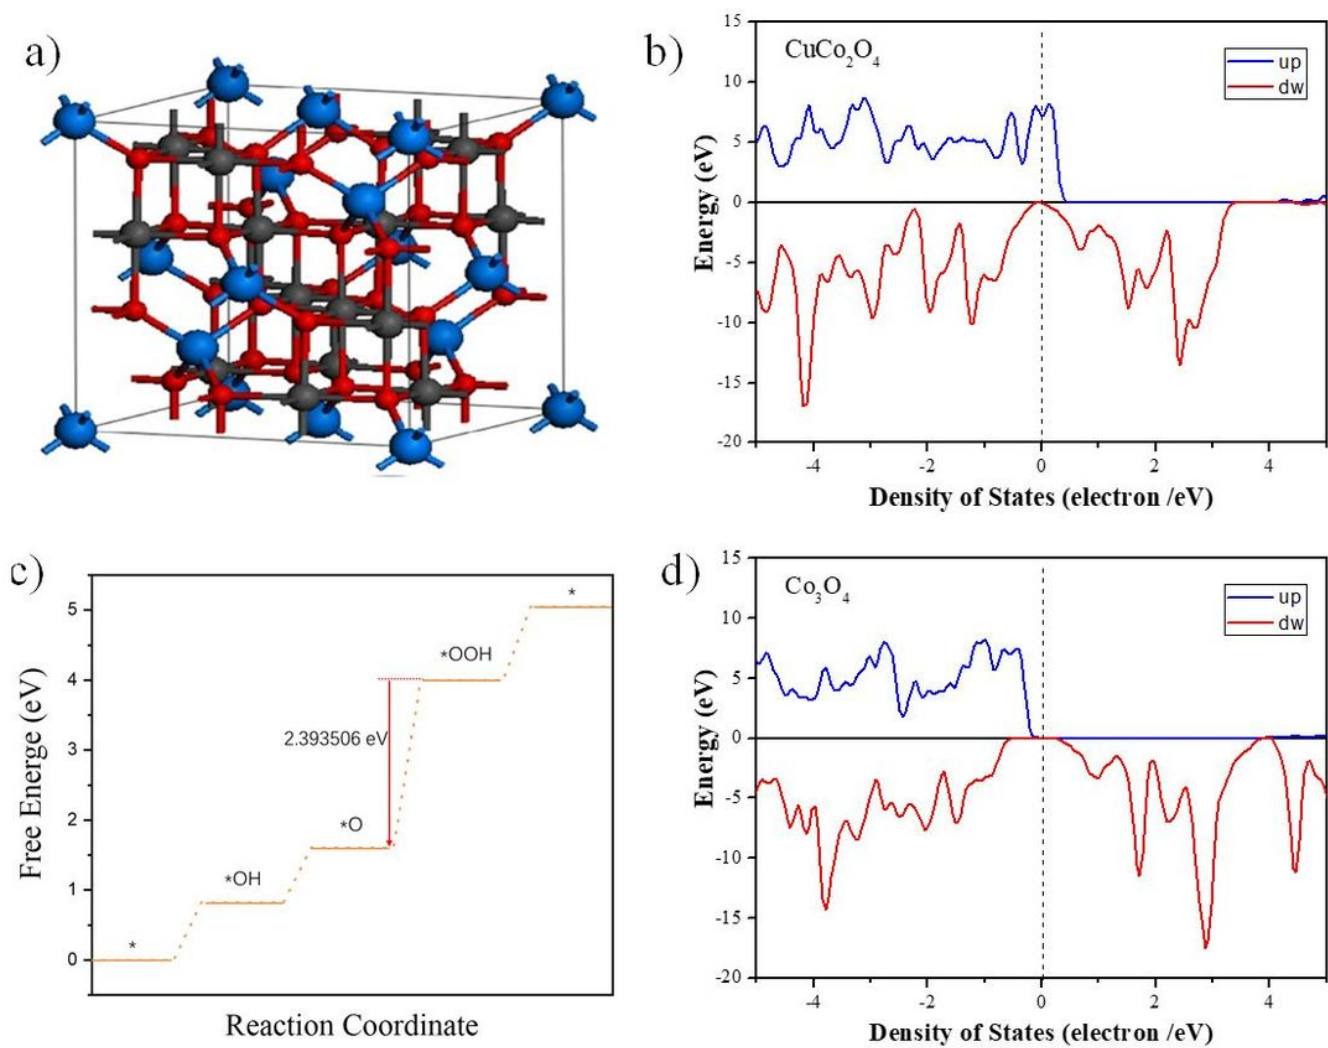 a)
b)
CuCo2O4
up
dw
15
10
5
0
-5
-10
-15
-20
Energy (eV)
-4
-2
0
2
4
Density of States (electron /eV)
c)
5
4
3
2
1
0
Free Energe (eV)
*
*OH
*O
2.393506 eV
*OOH
*
Reaction Coordinate
d)
Co3O4
up
dw
15
10
5
0
-5
-10
-15
-20
Energy (eV)
-4
-2
0
2
4
Density of States (electron /eV)